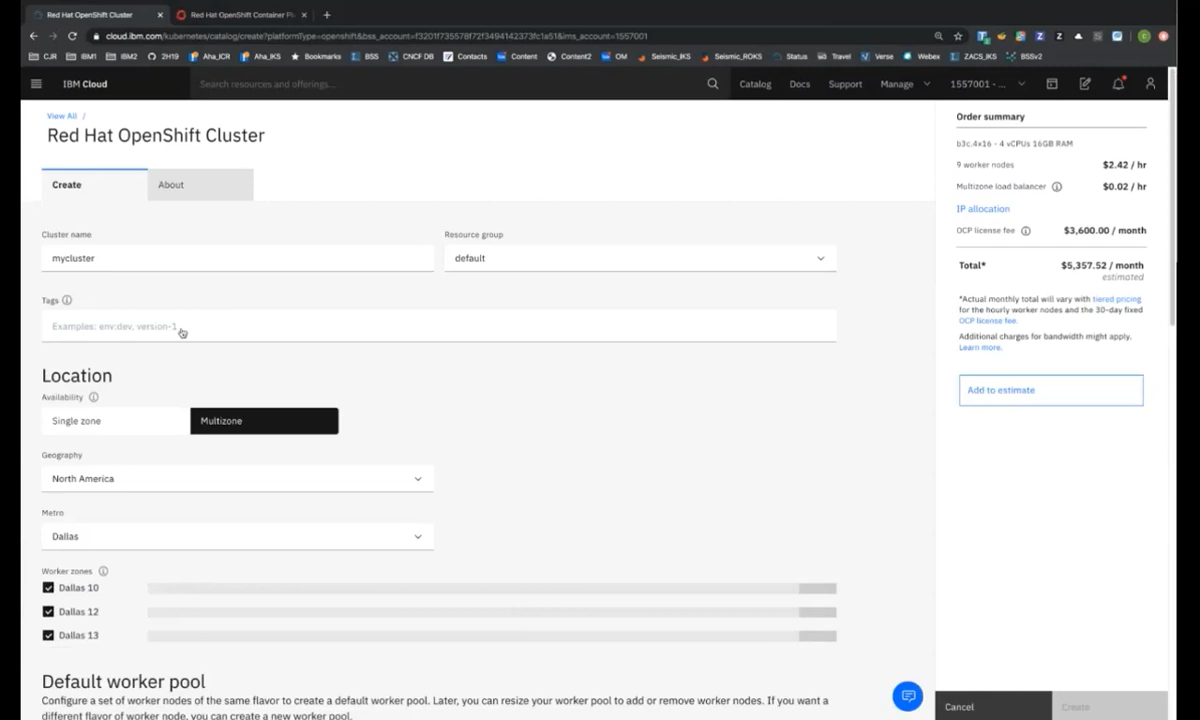 Red Hat OpenShift Cluster
Red Hat OpenShift Container Pl
cloud.ibm.com/kubernetes/catalog/create?platformType=openshift&bss_account=f3201f735578f72f3494142373fc1a51&ims_account=1557001
CJR IBM1 IBM2 2H19 Aha_ICR Aha_IKS Bookmarks BSS CNCF DB Contacts Content Content2 OM Seismic_IKS Seismic_ROKS Status Travel Verse Webex ZACS_IKS BSSv2
IBM Cloud Search resources and offerings... Catalog Docs Support Manage 1557001 - ...
View All /
Red Hat OpenShift Cluster
Create About
Cluster name Resource group
mycluster default
Tags
Examples: env:dev, version-1
Location
Availability
Single zone Multizone
Geography
North America
Metro
Dallas
Worker zones
Dallas 10
Dallas 12
Dallas 13
Default worker pool
Configure a set of worker nodes of the same flavor to create a default worker pool. Later, you can resize your worker pool to add or remove worker nodes. If you want a
different flavor of worker node, you can create a new worker pool.
Order summary
b3c.4x16 - 4 vCPUs 16GB RAM
9 worker nodes $2.42 / hr
Multizone load balancer $0.02 / hr
IP allocation
OCP license fee $3,600.00 / month
Total* $5,357.52 / month
estimated
*Actual monthly total will vary with tiered pricing
for the hourly worker nodes and the 30-day fixed
OCP license fee.
Additional charges for bandwidth might apply.
Learn more.
Add to estimate
Cancel Create